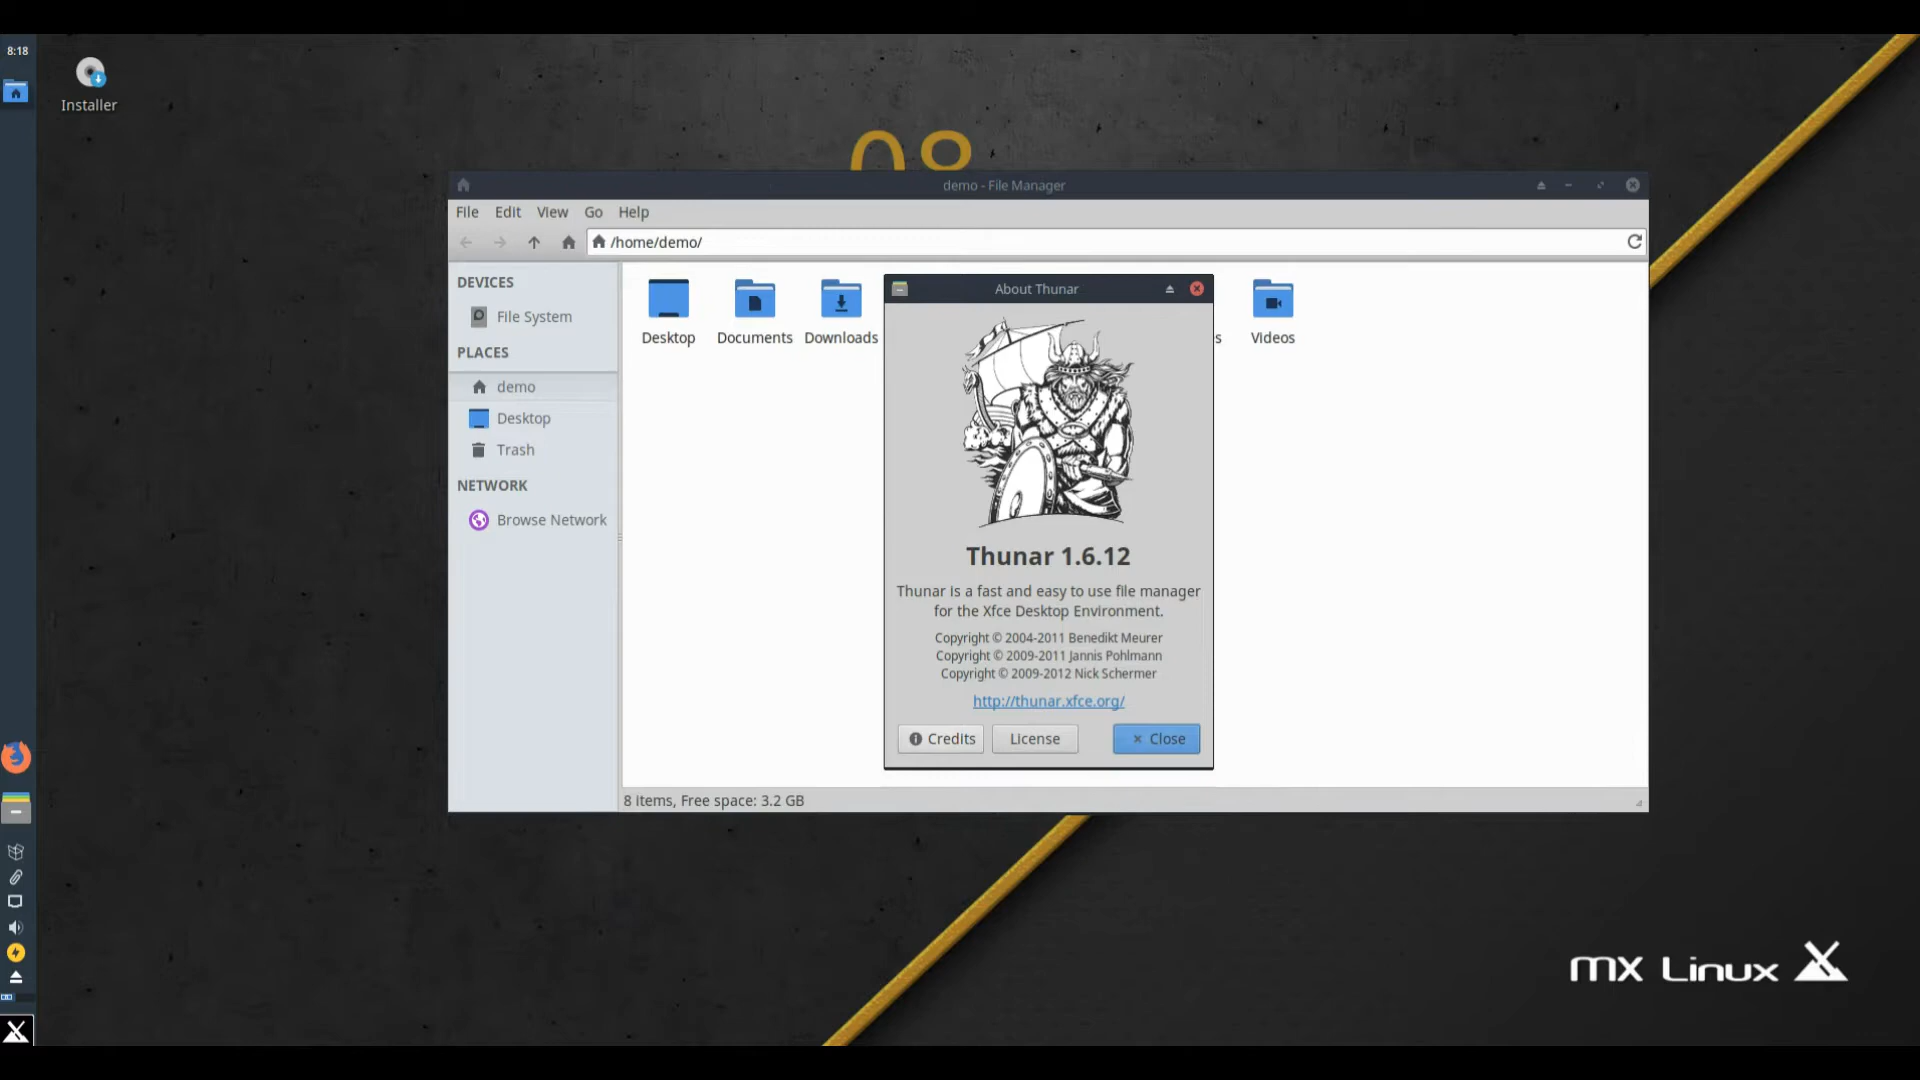 8:18
Installer
08
demo - File Manager
File Edit View Go Help
/home/demo/
DEVICES
File System
PLACES
demo
Desktop
Trash
NETWORK
Browse Network
Desktop Documents Downloads s Videos
About Thunar
Thunar 1.6.12
Thunar is a fast and easy to use file manager
for the Xfce Desktop Environment.
Copyright © 2004-2011 Benedikt Meurer
Copyright © 2009-2011 Jannis Pohlmann
Copyright © 2009-2012 Nick Schermer
http://thunar.xfce.org/
Credits License Close
8 items, Free space: 3.2 GB
mx Linux